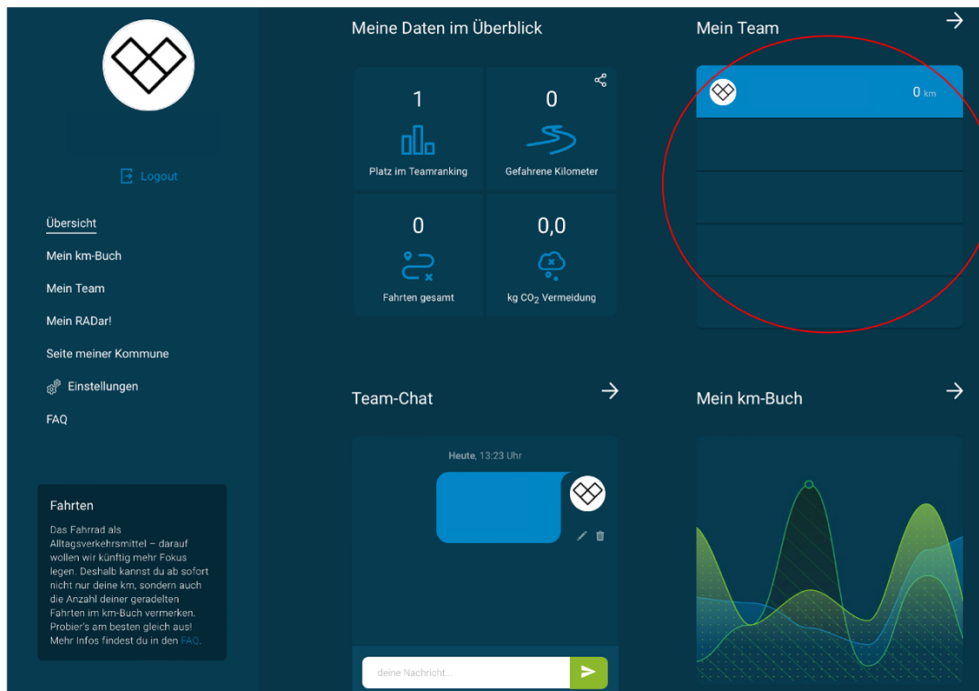 Logout
Übersicht
Mein km-Buch
Mein Team
Mein RADar!
Seite meiner Kommune
Einstellungen
FAQ
Fahrten
Das Fahrrad als
Alltagsverkehrsmittel – darauf
wollen wir künftig mehr Fokus
legen. Deshalb kannst du ab sofort
nicht nur deine km, sondern auch
die Anzahl deiner geradelten
Fahrten im km-Buch vermerken.
Probier's am besten gleich aus!
Mehr Infos findest du in den FAQ.
Meine Daten im Überblick
1
Platz im Teamranking
0
Gefahrene Kilometer
0
Fahrten gesamt
0,0
kg CO₂ Vermeidung
Mein Team
0 km
Team-Chat
Heute, 13:23 Uhr
deine Nachricht...
Mein km-Buch